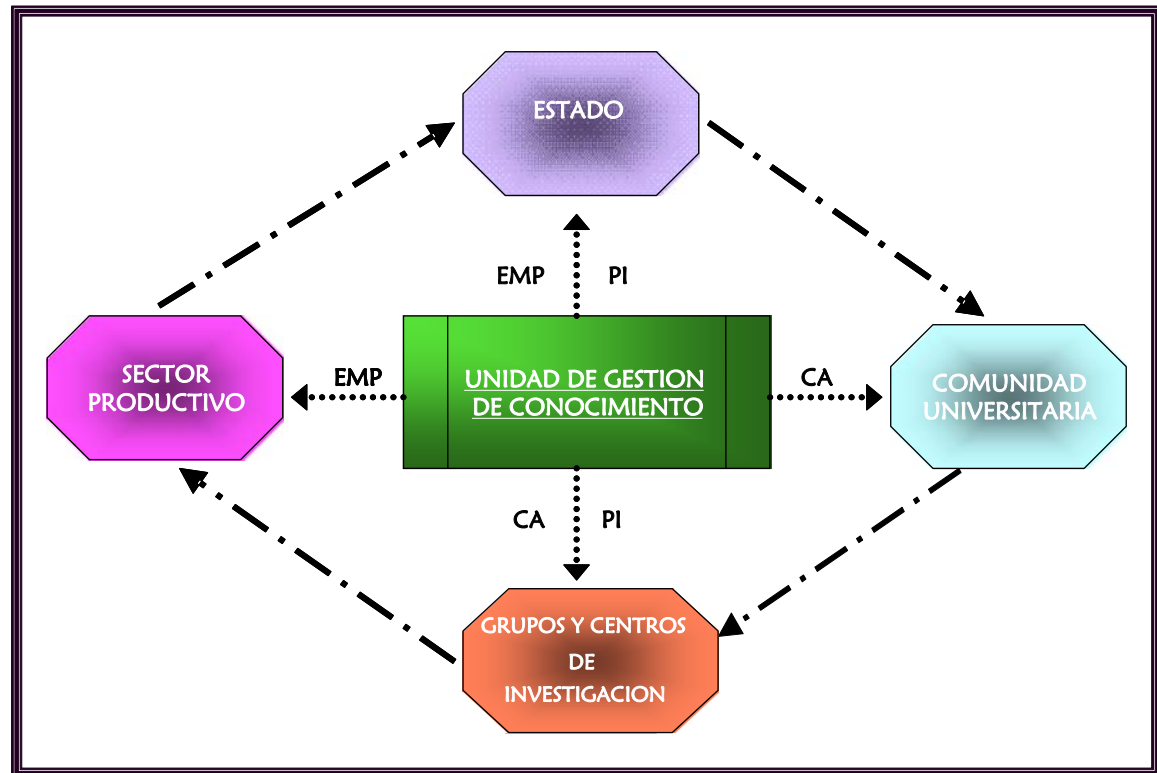 ESTADO
EMP PI
SECTOR
PRODUCTIVO
EMP
UNIDAD DE GESTION
DE CONOCIMIENTO
CA
COMUNIDAD
UNIVERSITARIA
CA PI
GRUPOS Y CENTROS
DE
INVESTIGACION